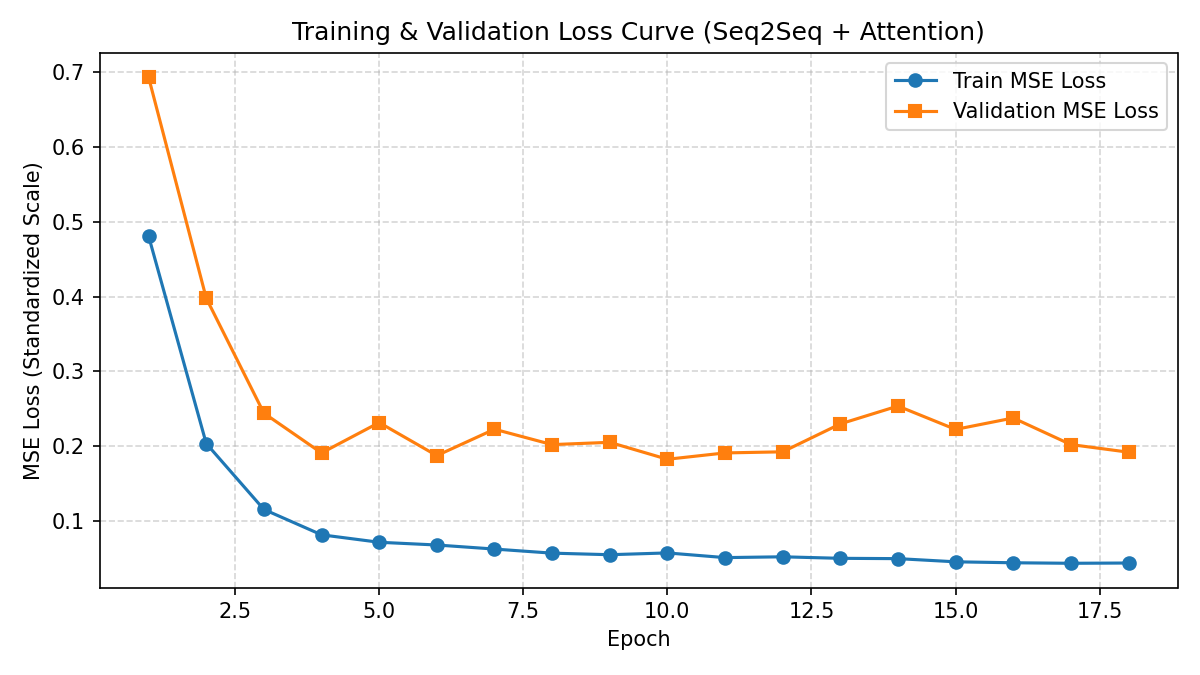 Training & Validation Loss Curve (Seq2Seq + Attention)
Train MSE Loss
Validation MSE Loss
MSE Loss (Standardized Scale)
0.7
0.6
0.5
0.4
0.3
0.2
0.1
2.5 5.0 7.5 10.0 12.5 15.0 17.5
Epoch